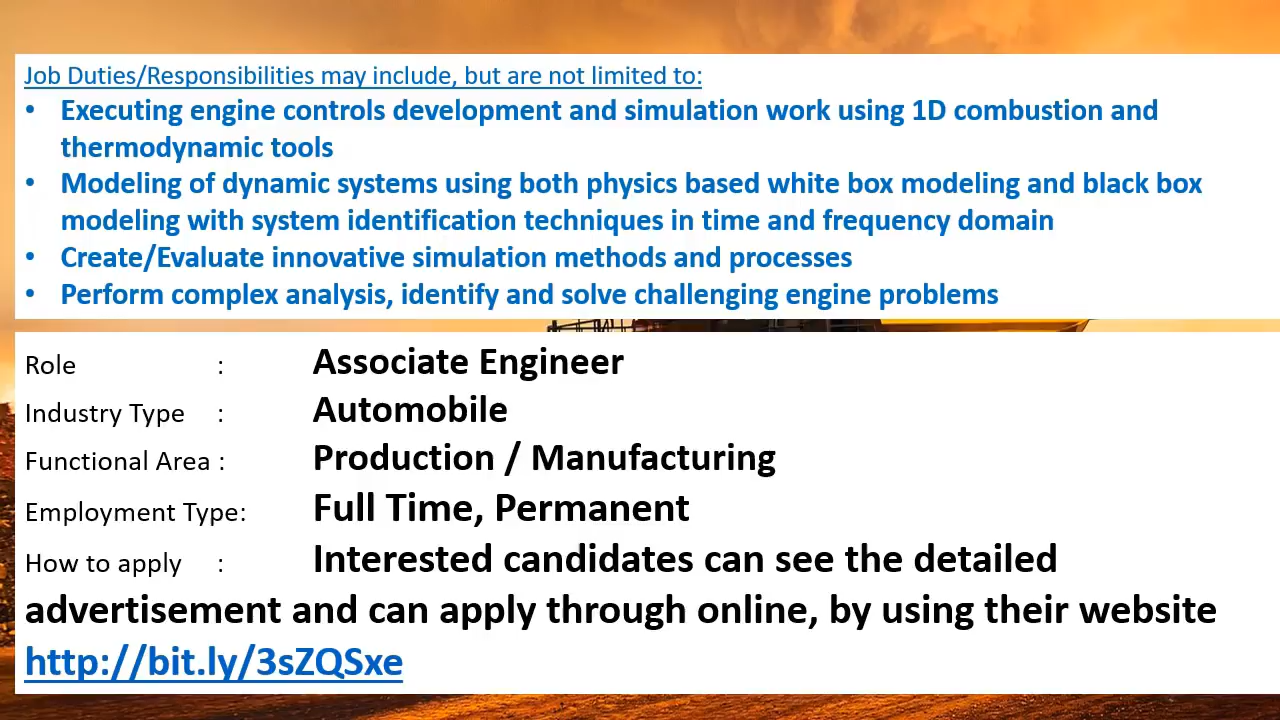 Job Duties/Responsibilities may include, but are not limited to:
• Executing engine controls development and simulation work using 1D combustion and
thermodynamic tools
• Modeling of dynamic systems using both physics based white box modeling and black box
modeling with system identification techniques in time and frequency domain
• Create/Evaluate innovative simulation methods and processes
• Perform complex analysis, identify and solve challenging engine problems
Role : Associate Engineer
Industry Type : Automobile
Functional Area : Production / Manufacturing
Employment Type: Full Time, Permanent
How to apply : Interested candidates can see the detailed
advertisement and can apply through online, by using their website
http://bit.ly/3sZQSxe